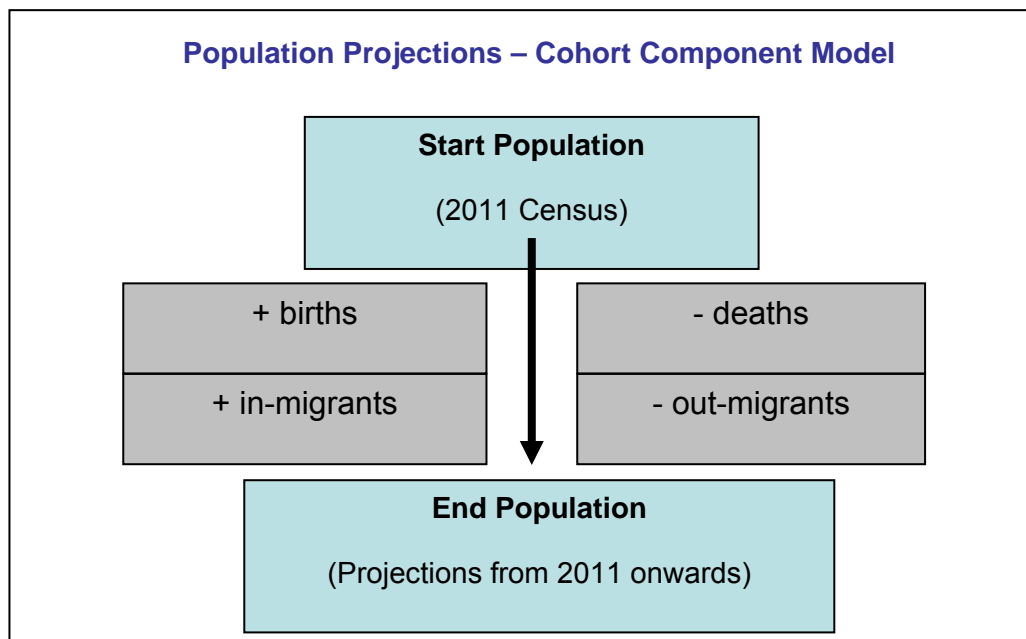 Population Projections – Cohort Component Model
Start Population
(2011 Census)
+ births
- deaths
+ in-migrants
- out-migrants
End Population
(Projections from 2011 onwards)